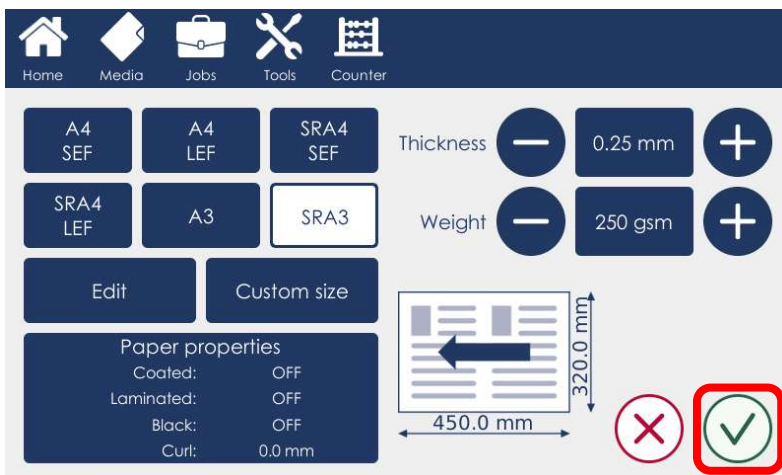 Home Media Jobs Tools Counter
A4
SEF
A4
LEF
SRA4
SEF
SRA4
LEF
A3
SRA3
Edit
Custom size
Paper properties
Coated: OFF
Laminated: OFF
Black: OFF
Curl: 0.0 mm
Thickness 0.25 mm
Weight 250 gsm
320.0 mm
450.0 mm